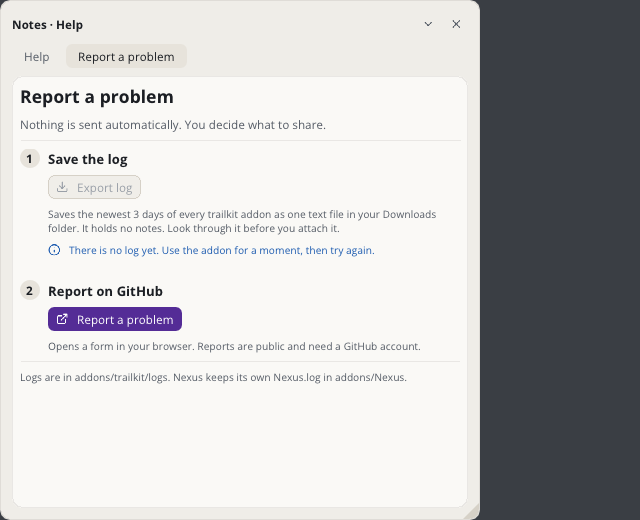 Notes · Help
Help
Report a problem
Report a problem
Nothing is sent automatically. You decide what to share.
1
Save the log
Export log
Saves the newest 3 days of every trailkit addon as one text file in your Downloads
folder. It holds no notes. Look through it before you attach it.
There is no log yet. Use the addon for a moment, then try again.
2
Report on GitHub
Report a problem
Opens a form in your browser. Reports are public and need a GitHub account.
Logs are in addons/trailkit/logs. Nexus keeps its own Nexus.log in addons/Nexus.